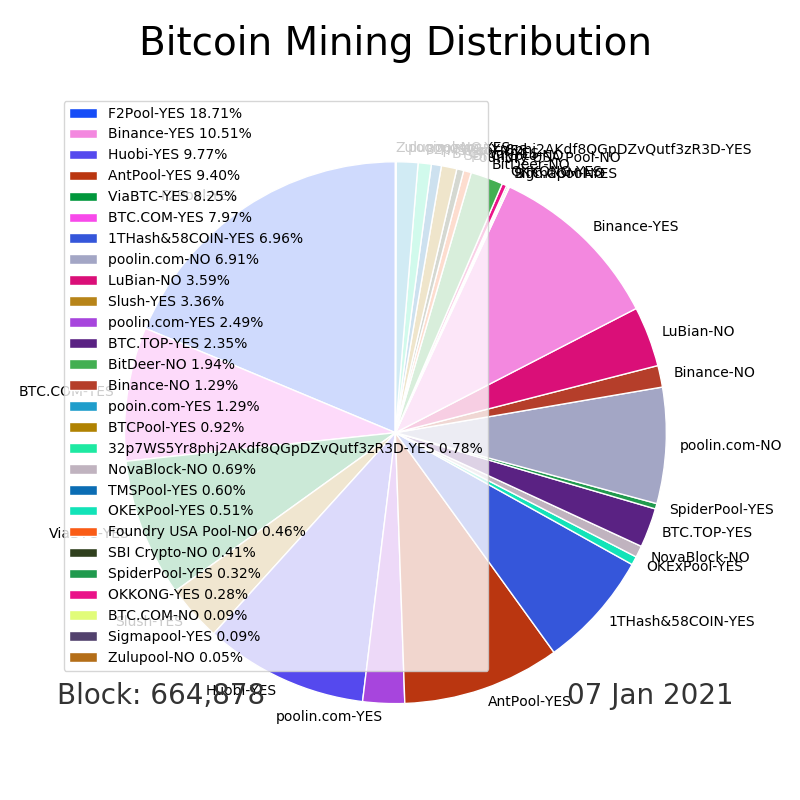 Bitcoin Mining Distribution
F2Pool-YES 18.71%
Binance-YES 10.51%
Huobi-YES 9.77%
AntPool-YES 9.40%
ViaBTC-YES 8.25%
BTC.COM-YES 7.97%
1THash&58COIN-YES 6.96%
poolin.com-NO 6.91%
LuBian-NO 3.59%
Slush-YES 3.36%
poolin.com-YES 2.49%
BTC.TOP-YES 2.35%
BitDeer-NO 1.94%
Binance-NO 1.29%
pooin.com-YES 1.29%
BTCPool-YES 0.92%
32p7WS5Yr8phj2AKdf8QGpDZvQutf3zR3D-YES 0.78%
NovaBlock-NO 0.69%
TMSPool-YES 0.60%
OKExPool-YES 0.51%
Foundry USA Pool-NO 0.46%
SBI Crypto-NO 0.41%
SpiderPool-YES 0.32%
OKKONG-YES 0.28%
BTC.COM-NO 0.09%
Sigmapool-YES 0.09%
Zulupool-NO 0.05%
BitDeer-NO
Binance-YES
LuBian-NO
Binance-NO
poolin.com-NO
SpiderPool-YES
BTC.TOP-YES
NovaBlock-NO
OKExPool-YES
1THash&58COIN-YES
AntPool-YES
poolin.com-YES
Huobi-YES
Slush-YES
BTC.COM-YES
Block: 664,878
07 Jan 2021